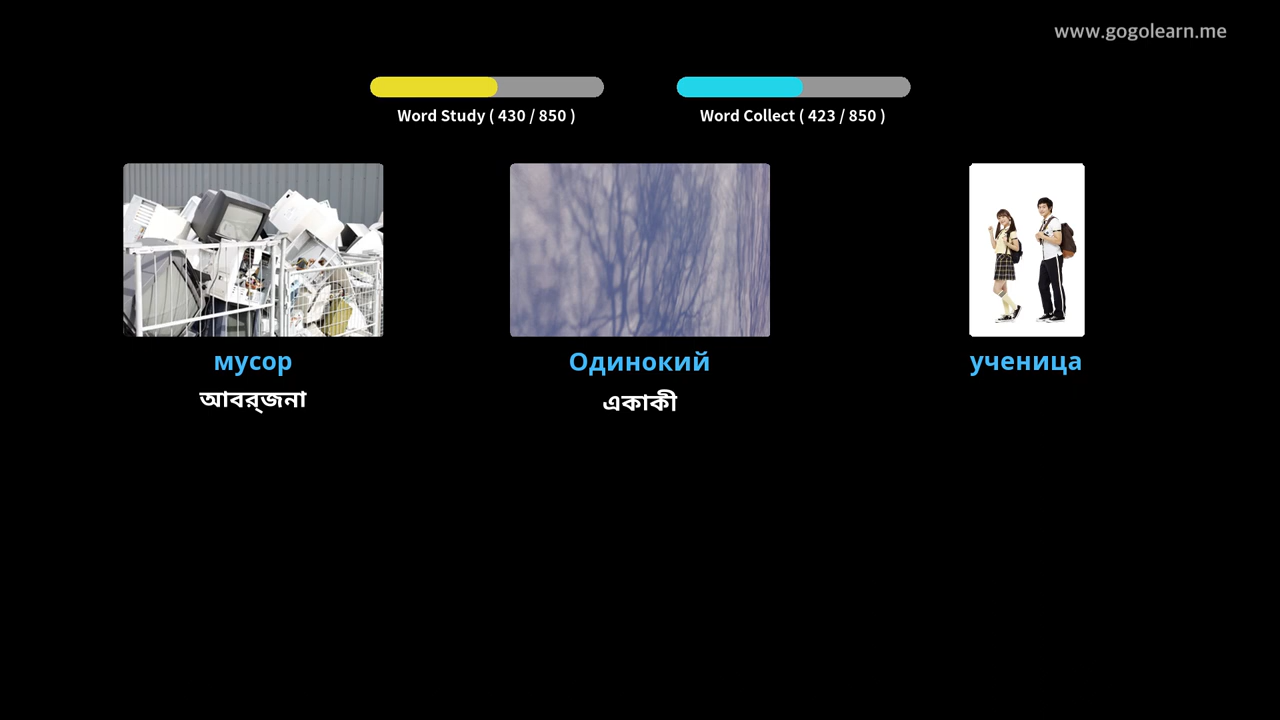 www.gogolearn.me
Word Study ( 430 / 850 )
Word Collect ( 423 / 850 )
мусор
Одинокий
ученица
আবর্জনা
একাকী